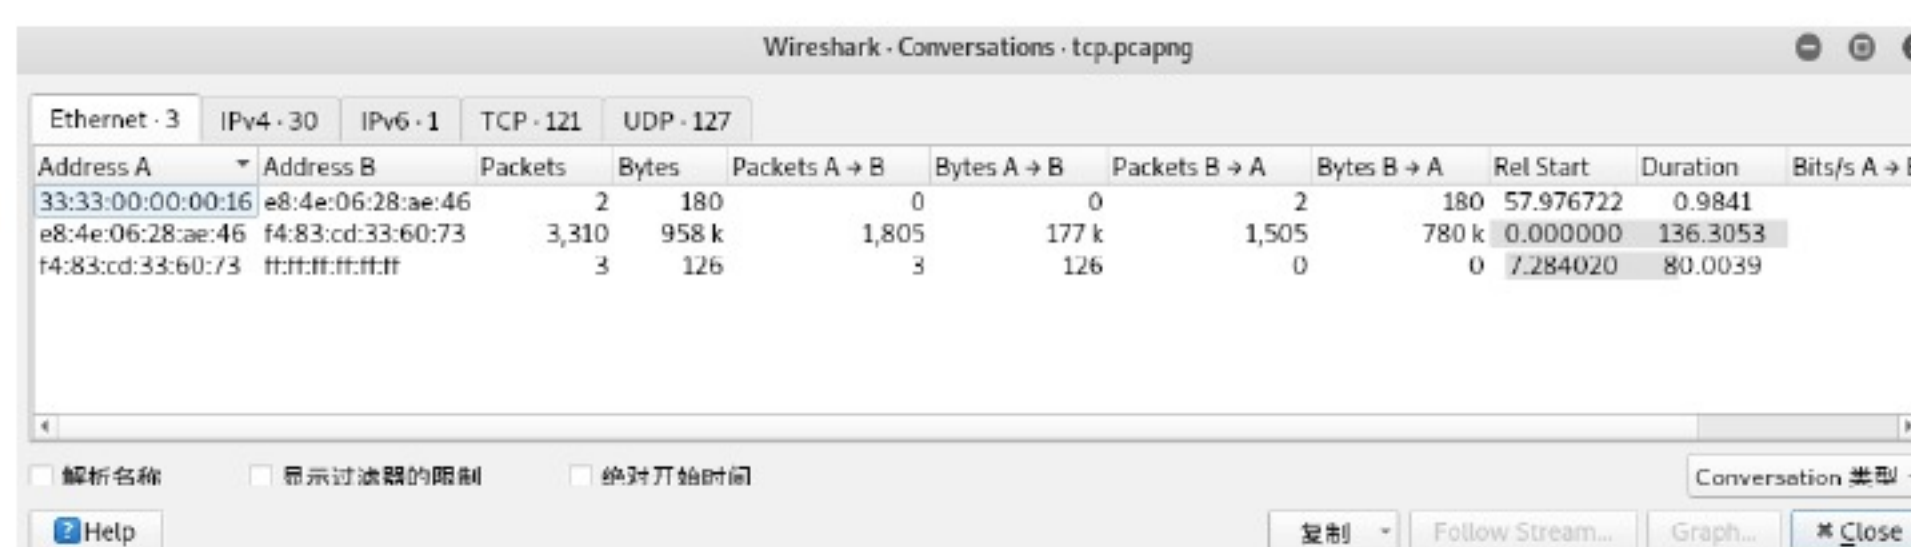 Wireshark · Conversations · tcp.pcapng
Ethernet · 3 IPv4 · 30 IPv6 · 1 TCP · 121 UDP · 127
Address A Address B Packets Bytes Packets A → B Bytes A → B Packets B → A Bytes B → A Rel Start Duration Bits/s A →
33:33:00:00:00:16 e8:4e:06:28:ae:46 2 180 0 0 2 180 57.976722 0.9841
e8:4e:06:28:ae:46 f4:83:cd:33:60:73 3,310 958 k 1,805 177 k 1,505 780 k 0.000000 136.3053
f4:83:cd:33:60:73 ff:ff:ff:ff:ff:ff 3 126 3 126 0 0 7.284020 80.0039
解析名称 显示过滤器的限制 绝对开始时间 Conversation 类型
Help 复制 Follow Stream... Graph... Close